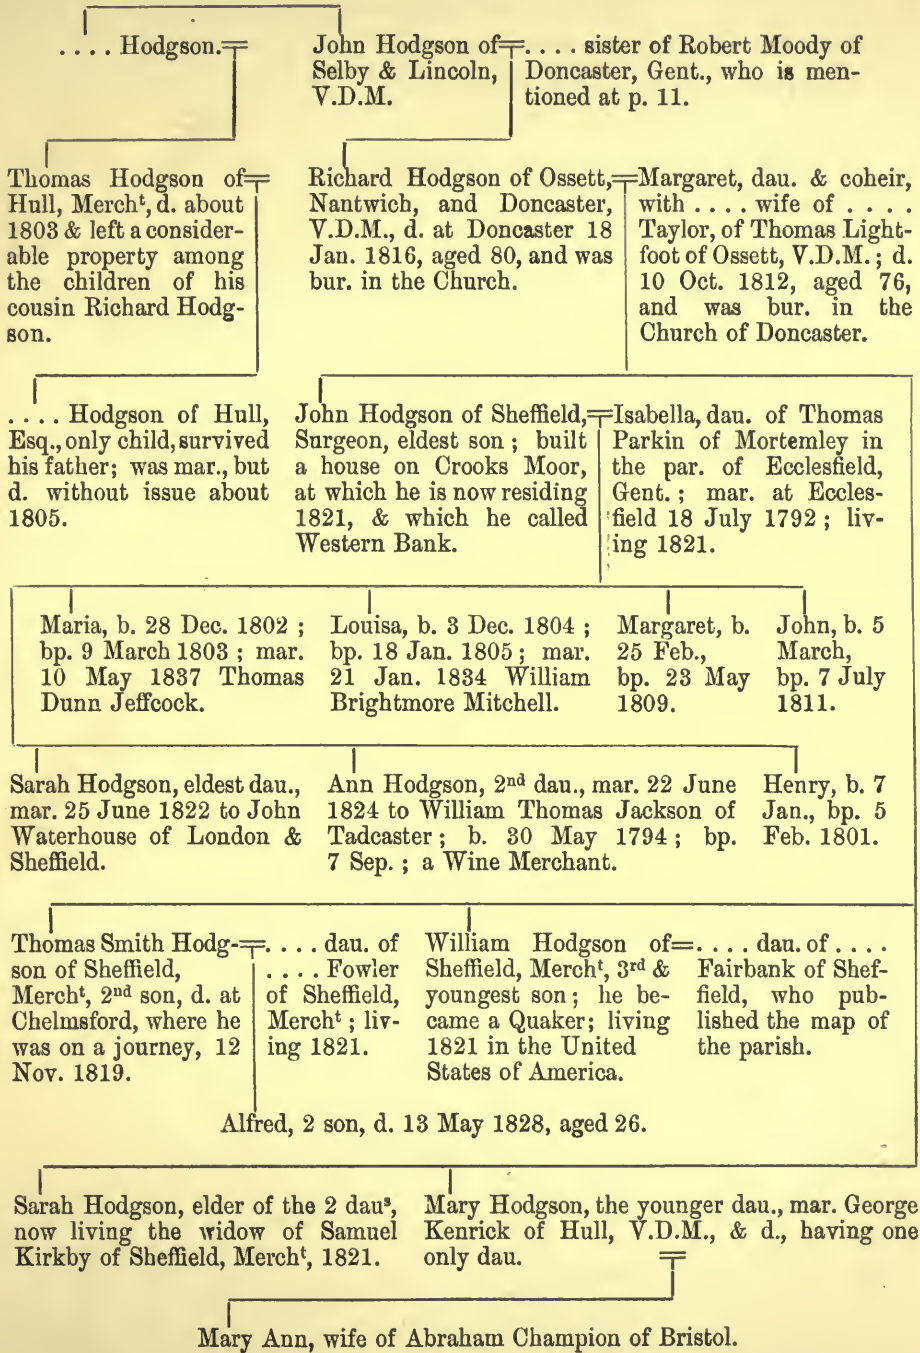 . . . . Hodgson.
John Hodgson of
Selby & Lincoln,
V.D.M.
. . . . sister of Robert Moody of
Doncaster, Gent., who is men-
tioned at p. 11.
Thomas Hodgson of
Hull, Merchᵗ, d. about
1803 & left a consider-
able property among
the children of his
cousin Richard Hodg-
son.
Richard Hodgson of Ossett,
Nantwich, and Doncaster,
V.D.M., d. at Doncaster 18
Jan. 1816, aged 80, and was
bur. in the Church.
Margaret, dau. & coheir,
with . . . . wife of . . . .
Taylor, of Thomas Light-
foot of Ossett, V.D.M.; d.
10 Oct. 1812, aged 76,
and was bur. in the
Church of Doncaster.
. . . . Hodgson of Hull,
Esq., only child, survived
his father; was mar., but
d. without issue about
1805.
John Hodgson of Sheffield,
Surgeon, eldest son; built
a house on Crooks Moor,
at which he is now residing
1821, & which he called
Western Bank.
Isabella, dau. of Thomas
Parkin of Mortemley in
the par. of Ecclesfield,
Gent.; mar. at Eccles-
field 18 July 1792; liv-
ing 1821.
Maria, b. 28 Dec. 1802;
bp. 9 March 1803; mar.
10 May 1837 Thomas
Dunn Jeffcock.
Louisa, b. 3 Dec. 1804;
bp. 18 Jan. 1805; mar.
21 Jan. 1834 William
Brightmore Mitchell.
Margaret, b.
25 Feb.,
bp. 23 May
1809.
John, b. 5
March,
bp. 7 July
1811.
Sarah Hodgson, eldest dau.,
mar. 25 June 1822 to John
Waterhouse of London &
Sheffield.
Ann Hodgson, 2ⁿᵈ dau., mar. 22 June
1824 to William Thomas Jackson of
Tadcaster; b. 30 May 1794; bp.
7 Sep.; a Wine Merchant.
Henry, b. 7
Jan., bp. 5
Feb. 1801.
Thomas Smith Hodg-
son of Sheffield,
Merchᵗ, 2ⁿᵈ son, d. at
Chelmsford, where he
was on a journey, 12
Nov. 1819.
. . . . dau. of
. . . . Fowler
of Sheffield,
Merchᵗ; liv-
ing 1821.
William Hodgson of
Sheffield, Merchᵗ, 3ʳᵈ &
youngest son; he be-
came a Quaker; living
1821 in the United
States of America.
. . . . dau. of . . . .
Fairbank of Shef-
field, who pub-
lished the map of
the parish.
Alfred, 2 son, d. 13 May 1828, aged 26.
Sarah Hodgson, elder of the 2 dauˢ,
now living the widow of Samuel
Kirkby of Sheffield, Merchᵗ, 1821.
Mary Hodgson, the younger dau., mar. George
Kenrick of Hull, V.D.M., & d., having one
only dau.
Mary Ann, wife of Abraham Champion of Bristol.